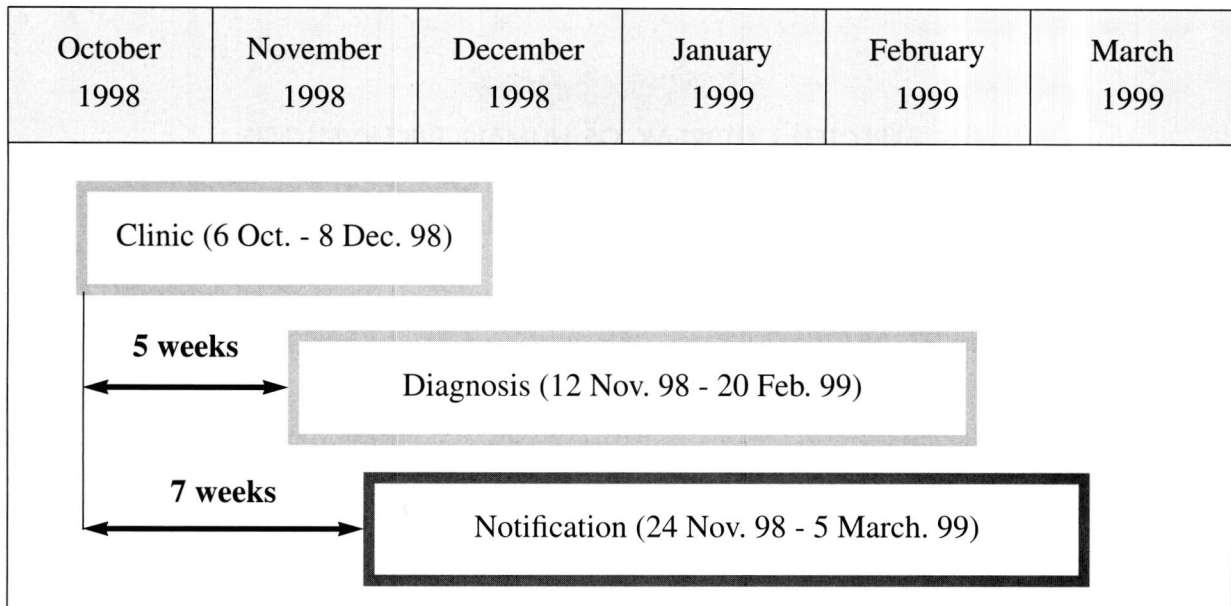 October November December January February March
1998 1998 1998 1999 1999 1999
Clinic (6 Oct. - 8 Dec. 98)
5 weeks
Diagnosis (12 Nov. 98 - 20 Feb. 99)
7 weeks
Notification (24 Nov. 98 - 5 March. 99)